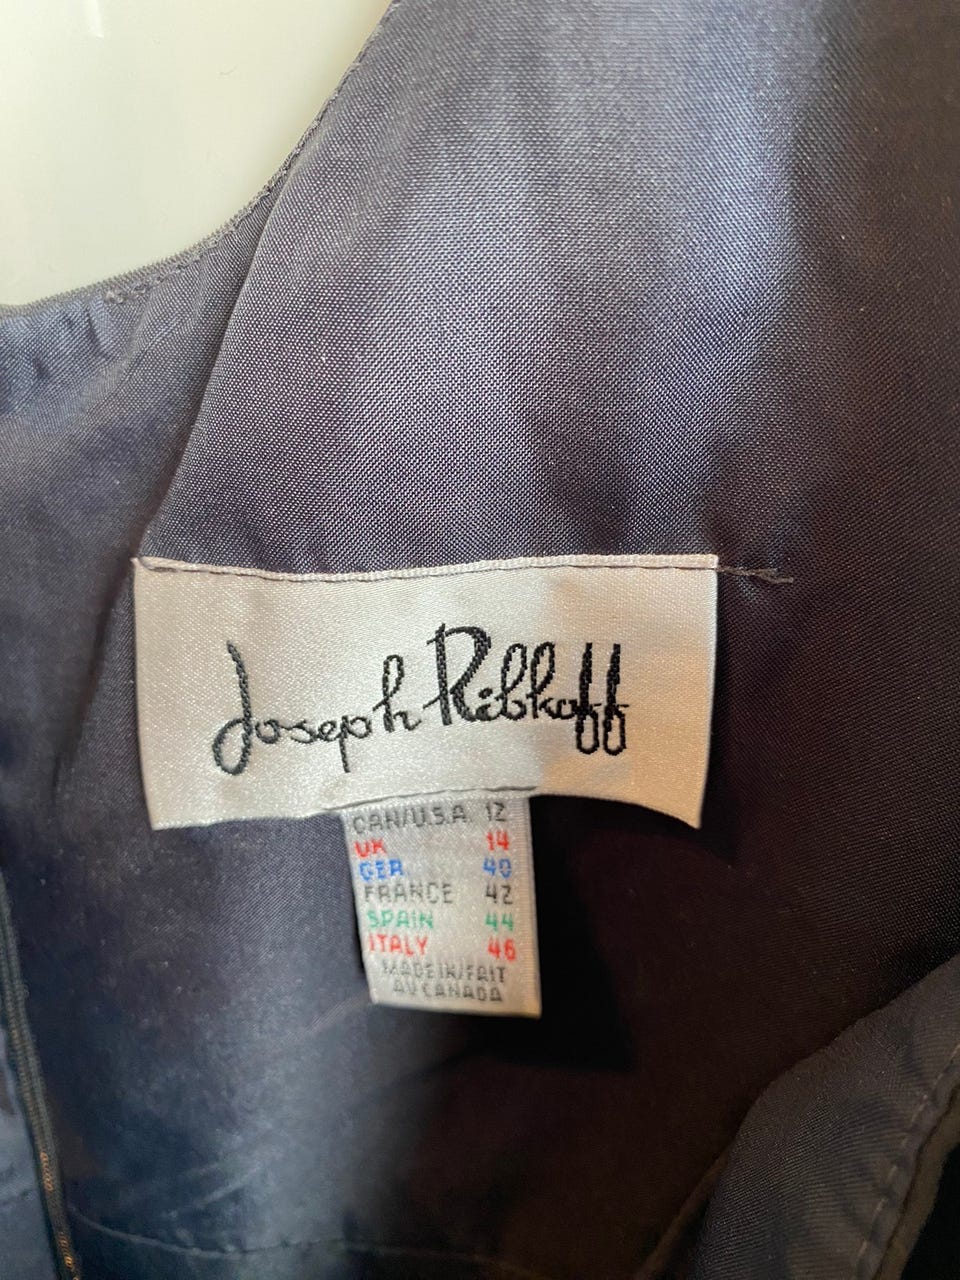 Joseph Ribkoff
CAN/U.S.A. 12
UK 14
GER 40
FRANCE 42
SPAIN 44
ITALY 46
MADE IN/FAIT
AU CANADA